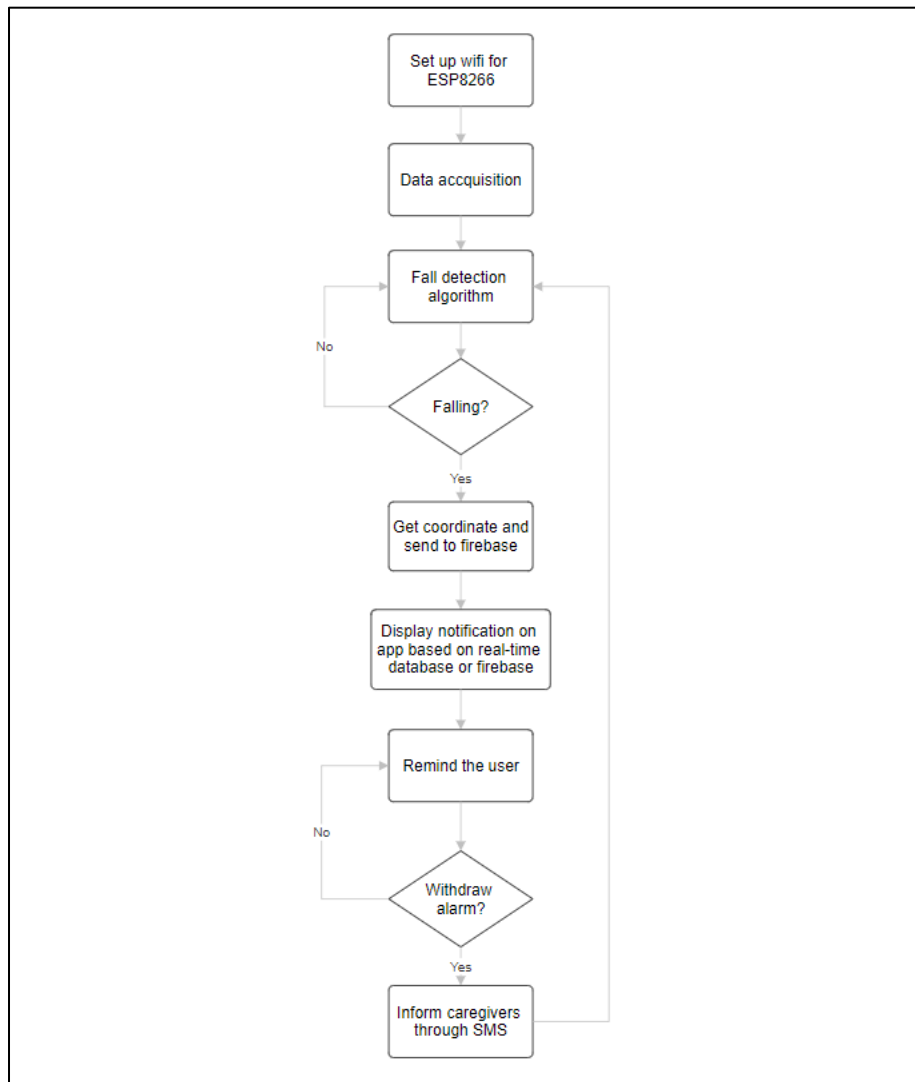 Set up wifi for
ESP8266
Data accquisition
Fall detection
algorithm
No
Falling?
Yes
Get coordinate and
send to firebase
Display notification on
app based on real-time
database or firebase
Remind the user
No
Withdraw
alarm?
Yes
Inform caregivers
through SMS